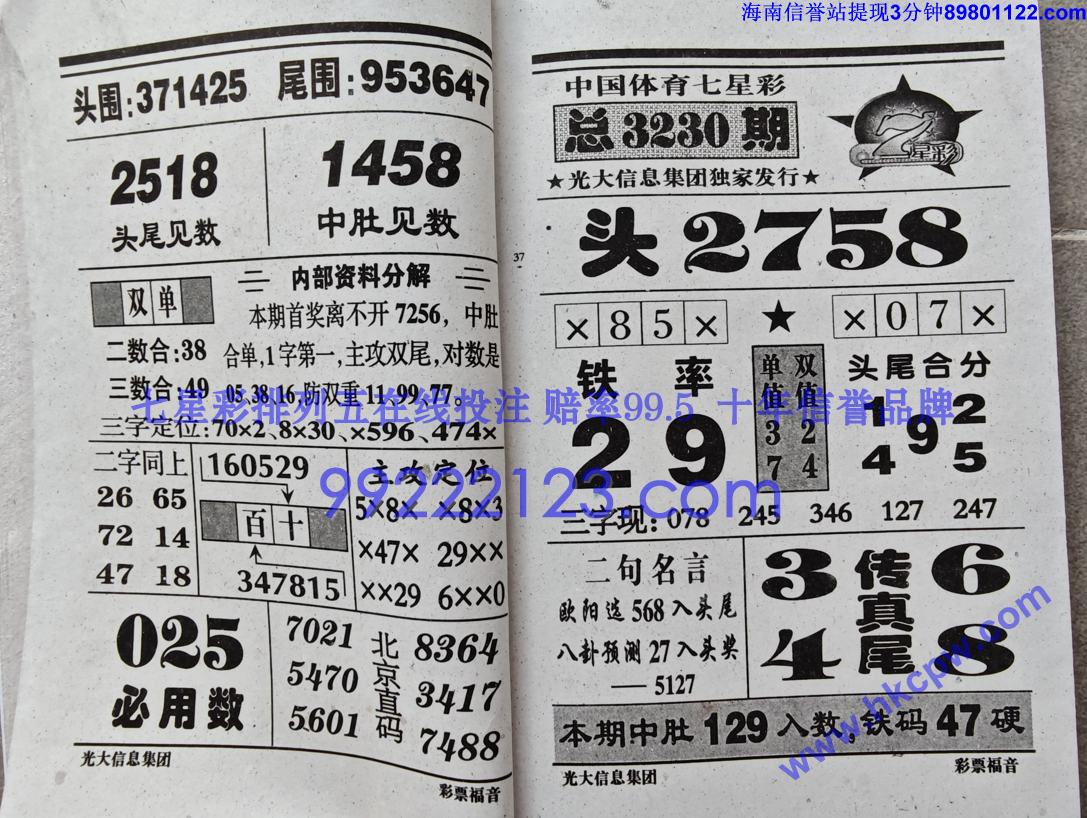 海南信誉站提现3分钟89801122.com
头围:371425 尾围:953647
2518 1458
头尾见数 中肚见数
双单
内部资料分解
本期首奖离不开7256，中肚
二数合:38 合单,1字第一,主攻双尾,对数是
三数合:49 05、38、16,防双重11、99、77。
七星彩排列五在线投注 赔率99.5 十年信誉品牌
三字定位:70×2、8×30、×596、474×
二字同上
26 65
72 14
47 18
160529
百十
347815
主攻定位
5×8× ×8×3
×47× 29××
××29 6××0
99222123.com
025
必用数
7021
5470
5601
北京直码
8364
3417
7488
光大信息集团
彩票福音
37
中国体育七星彩
总3230期
7
星彩
★光大信息集团独家发行★
头2758
×85× ★ ×07×
铁率
29
单值37
双值24
头尾合分
1 2
9
4 5
三字现: 078 245 346 127 247
二句名言
欧阳选568入头尾
八卦预测27入头奖
——5127
3 6
传真尾
4 8
www.hkcpw.com
本期中肚129入数,铁码47硬
光大信息集团
彩票福音